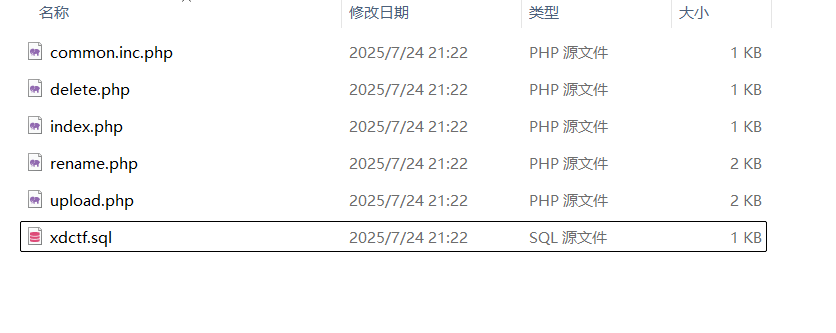 名称 修改日期 类型 大小
common.inc.php 2025/7/24 21:22 PHP 源文件 1 KB
delete.php 2025/7/24 21:22 PHP 源文件 1 KB
index.php 2025/7/24 21:22 PHP 源文件 1 KB
rename.php 2025/7/24 21:22 PHP 源文件 2 KB
upload.php 2025/7/24 21:22 PHP 源文件 2 KB
xdctf.sql 2025/7/24 21:22 SQL 源文件 1 KB